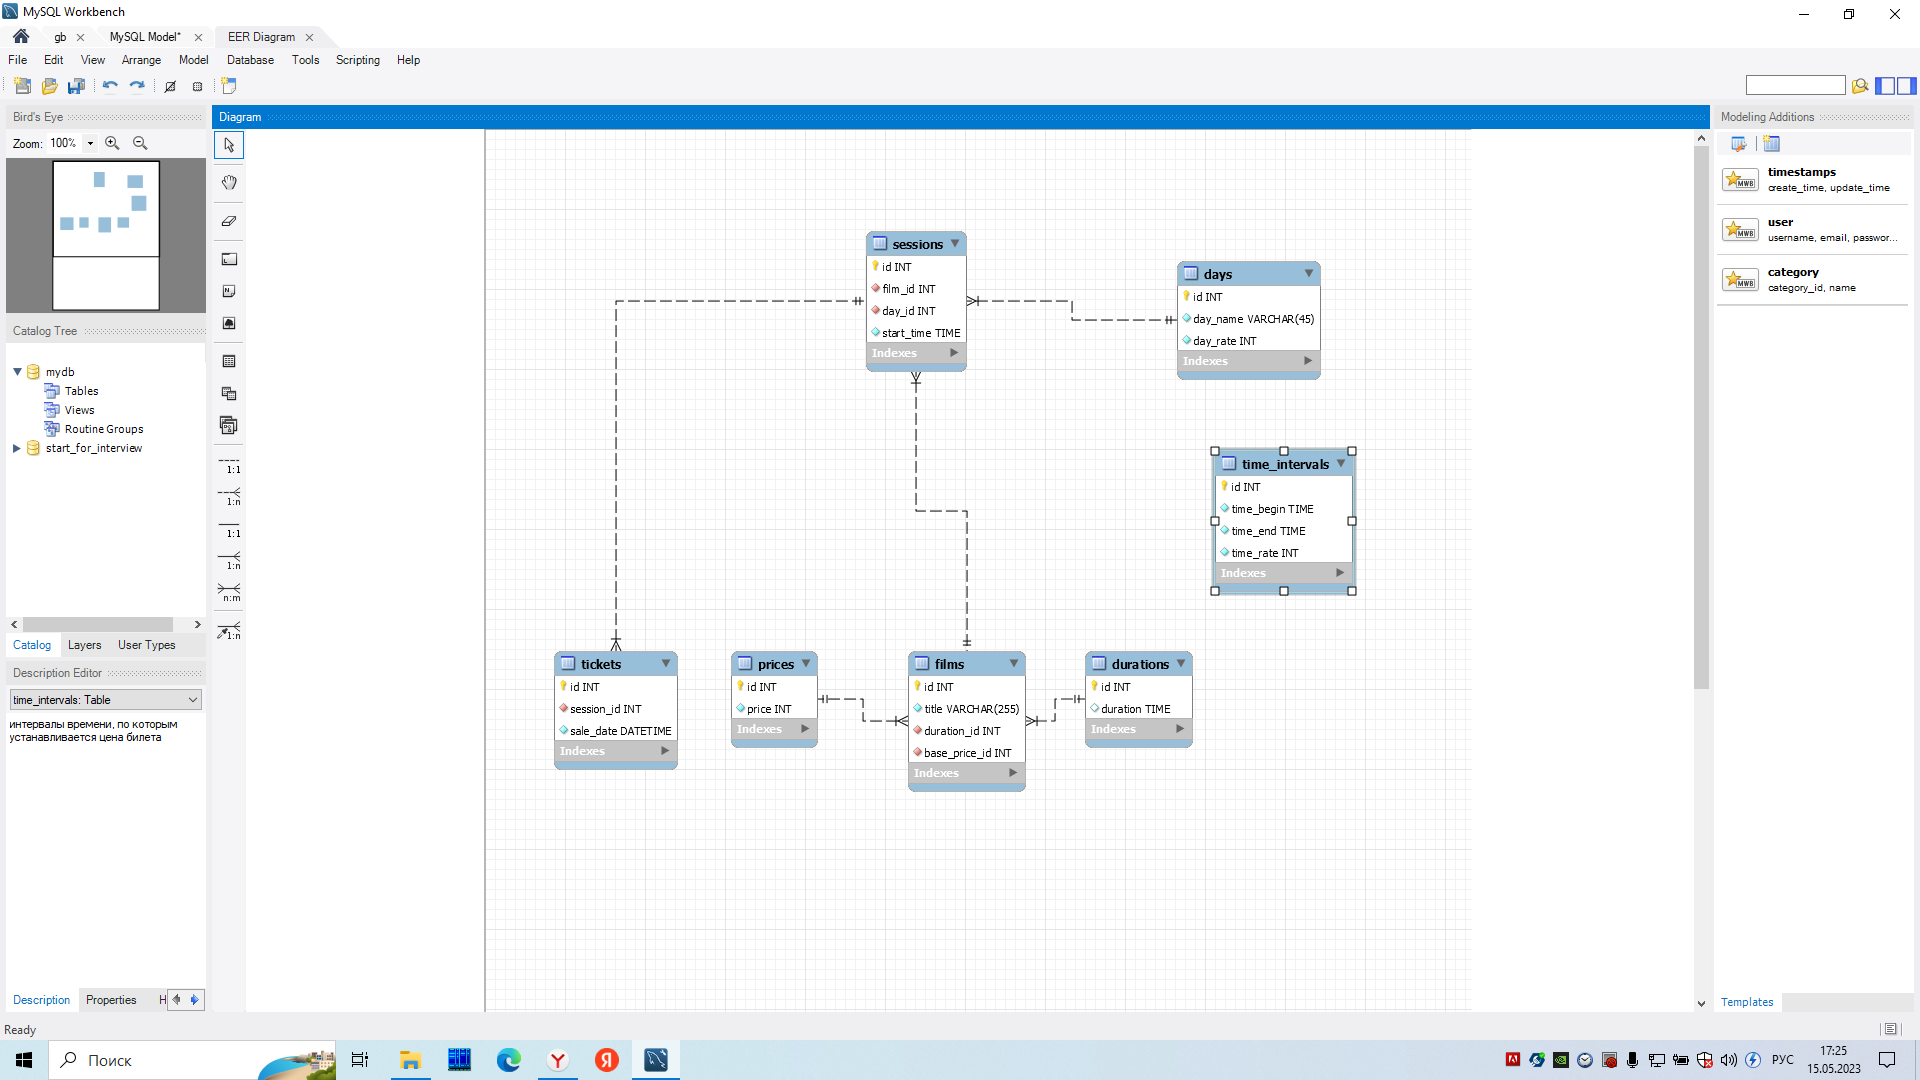 MySQL Workbench
gb
MySQL Model*
EER Diagram
File
Edit
View
Arrange
Model
Database
Tools
Scripting
Help
Bird's Eye
Zoom: 100%
Catalog Tree
mydb
Tables
Views
Routine Groups
start_for_interview
Catalog
Layers
User Types
Description Editor
time_intervals: Table
интервалы времени, по которым
устанавливается цена билета
Description
Properties
H
Diagram
1:1
1:n
1:1
1:n
n:m
1:n
sessions
id INT
film_id INT
day_id INT
start_time TIME
Indexes
days
id INT
day_name VARCHAR(45)
day_rate INT
Indexes
time_intervals
id INT
time_begin TIME
time_end TIME
time_rate INT
Indexes
tickets
id INT
session_id INT
sale_date DATETIME
Indexes
prices
id INT
price INT
Indexes
films
id INT
title VARCHAR(255)
duration_id INT
base_price_id INT
Indexes
durations
id INT
duration TIME
Indexes
Modeling Additions
MWB
timestamps
create_time, update_time
MWB
user
username, email, passwor...
MWB
category
category_id, name
Templates
Ready
Поиск
РУС
17:25
15.05.2023